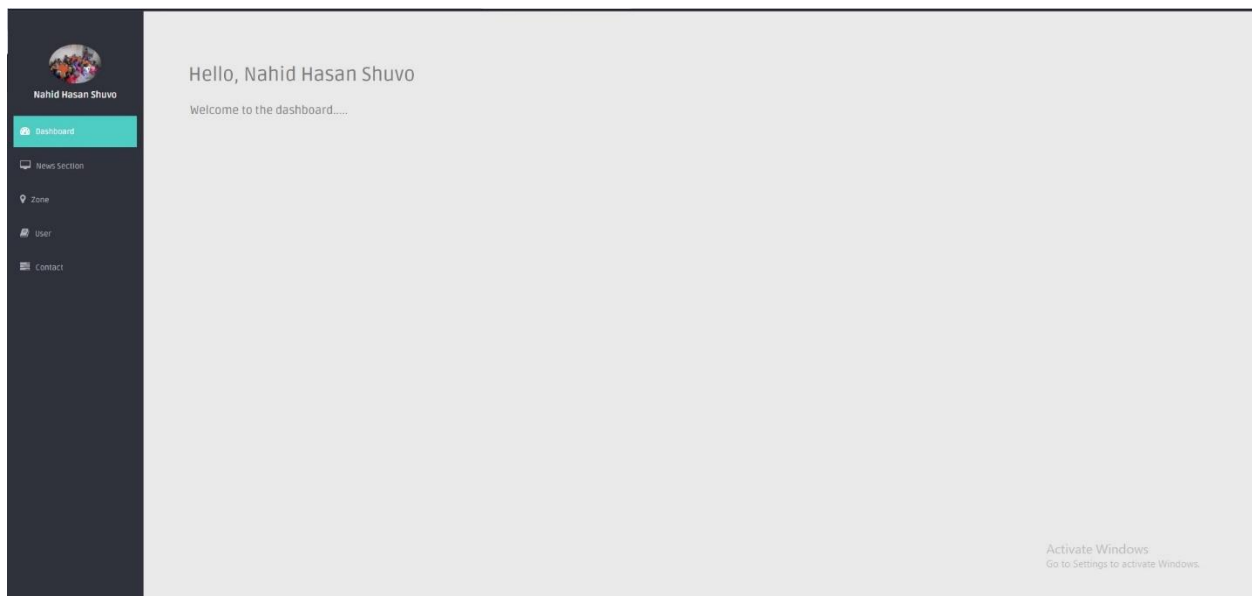 Nahid Hasan Shuvo
Dashboard
News Section
Zone
User
Contact
Hello, Nahid Hasan Shuvo
Welcome to the dashboard.....
Activate Windows
Go to Settings to activate Windows.